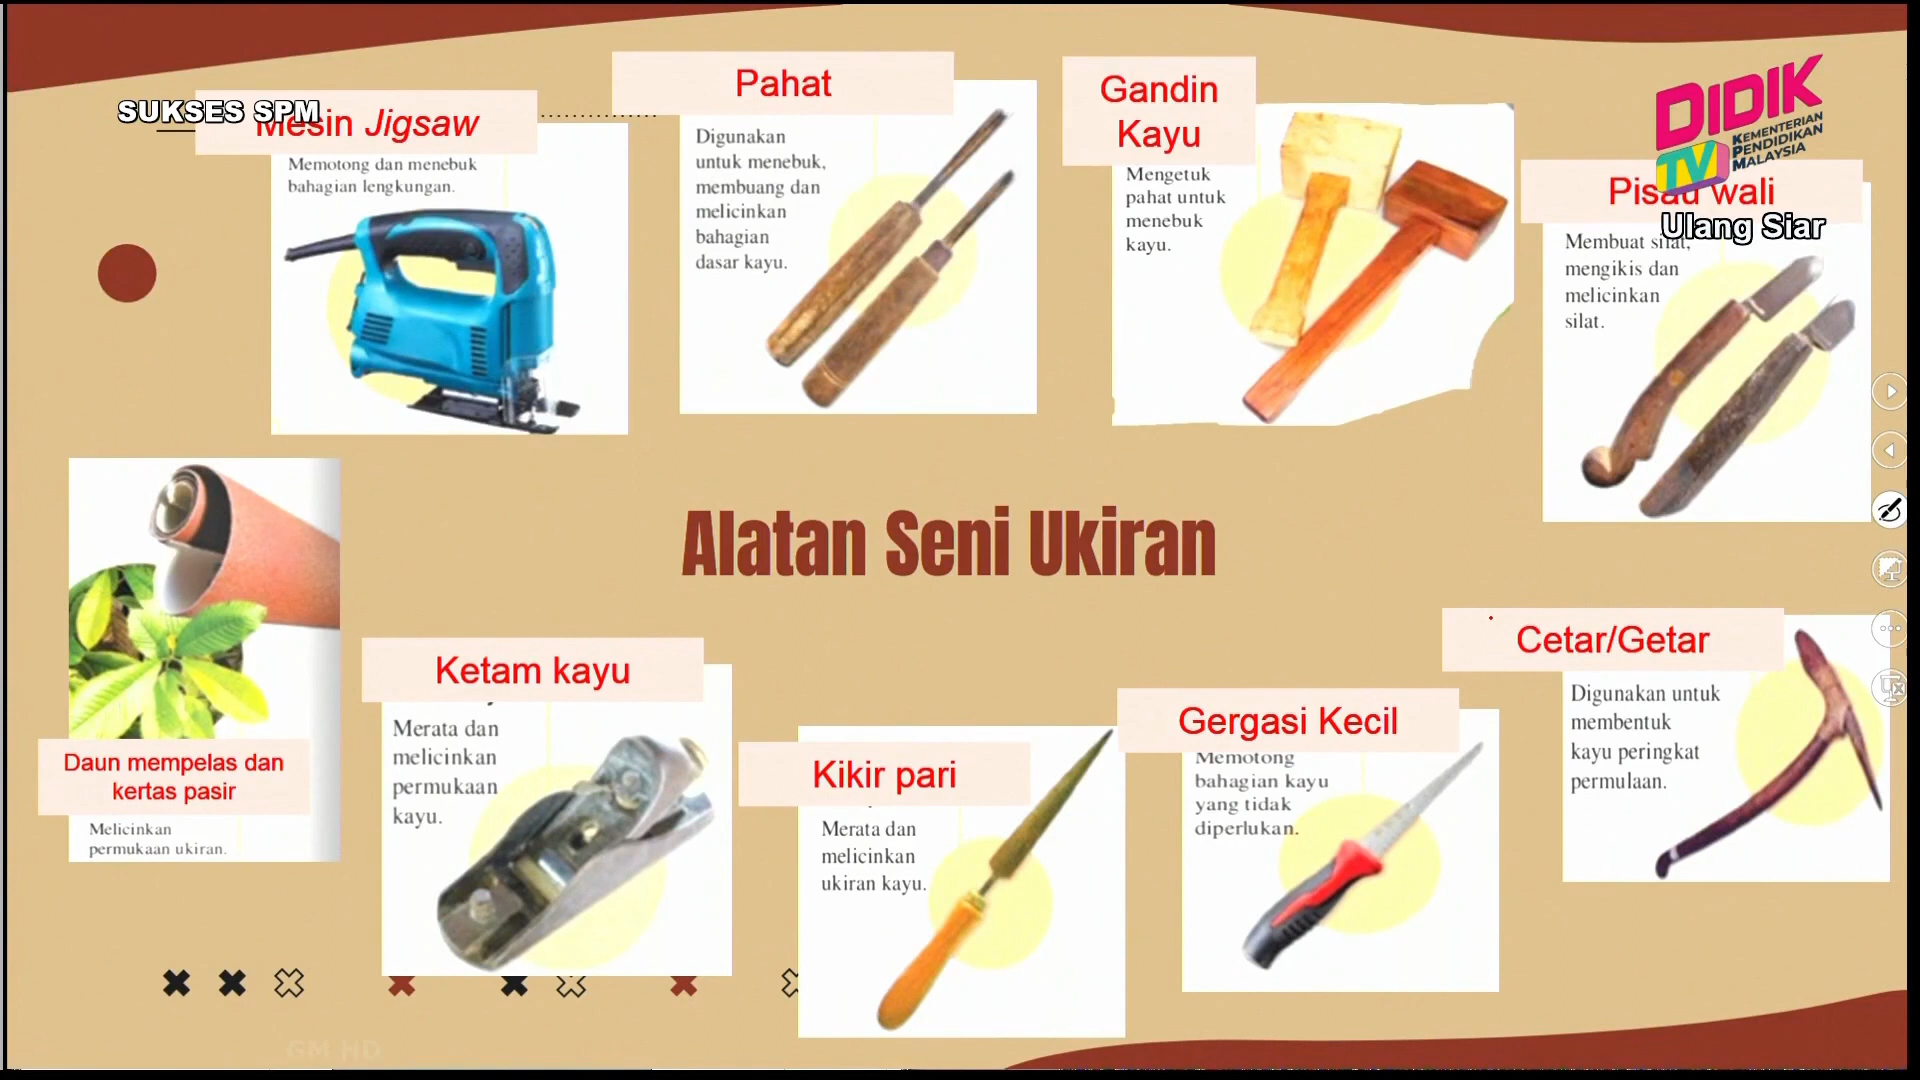 SUKSES SPM
Mesin Jigsaw
Memotong dan menebuk
bahagian lengkungan.
Pahat
Digunakan
untuk menebuk,
membuang dan
melicinkan
bahagian
dasar kayu.
Gandin
Kayu
Mengetuk
pahat untuk
menebuk
kayu.
DIDIK
TV
KEMENTERIAN
PENDIDIKAN
MALAYSIA
Pisau wali
Ulang Siar
Membuat silat,
mengikis dan
melicinkan
silat.
Alatan Seni Ukiran
Daun mempelas dan
kertas pasir
Melicinkan
permukaan ukiran.
Ketam kayu
Merata dan
melicinkan
permukaan
kayu.
Kikir pari
Merata dan
melicinkan
ukiran kayu.
Gergasi Kecil
Memotong
bahagian kayu
yang tidak
diperlukan.
Cetar/Getar
Digunakan untuk
membentuk
kayu peringkat
permulaan.
GM HD